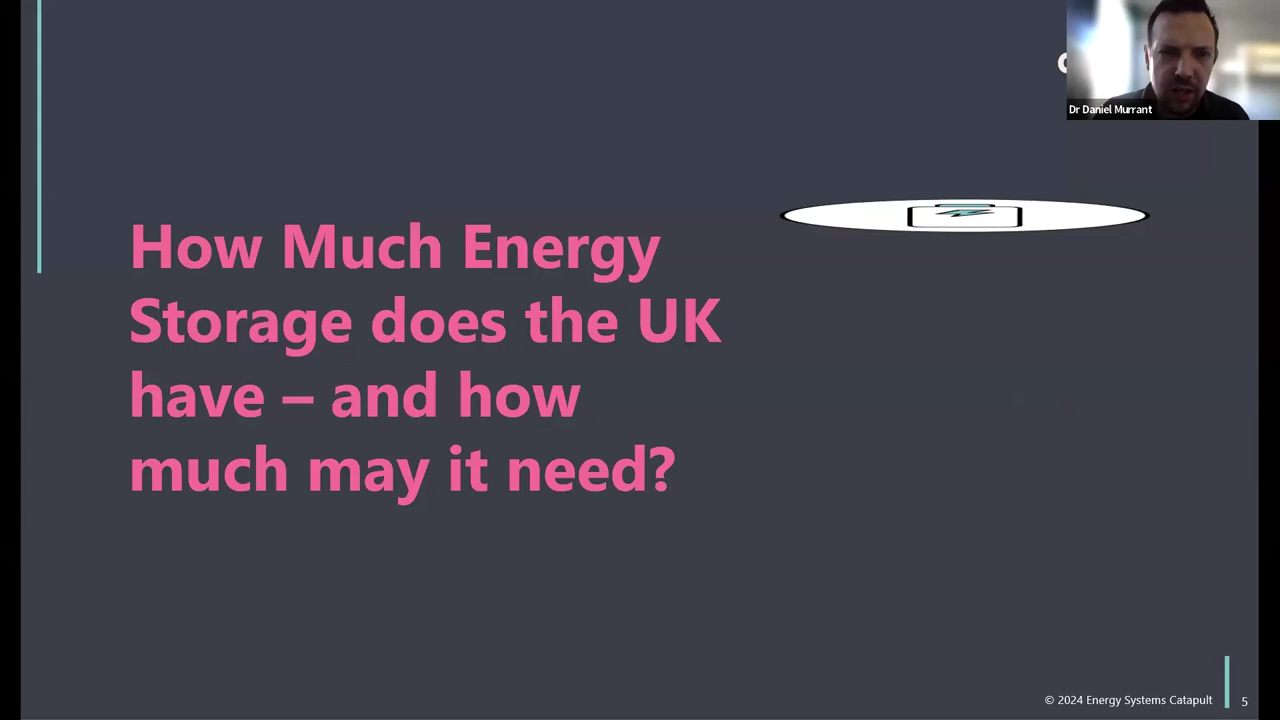 Dr Daniel Murrant
How Much Energy
Storage does the UK
have – and how
much may it need?
© 2024 Energy Systems Catapult
5